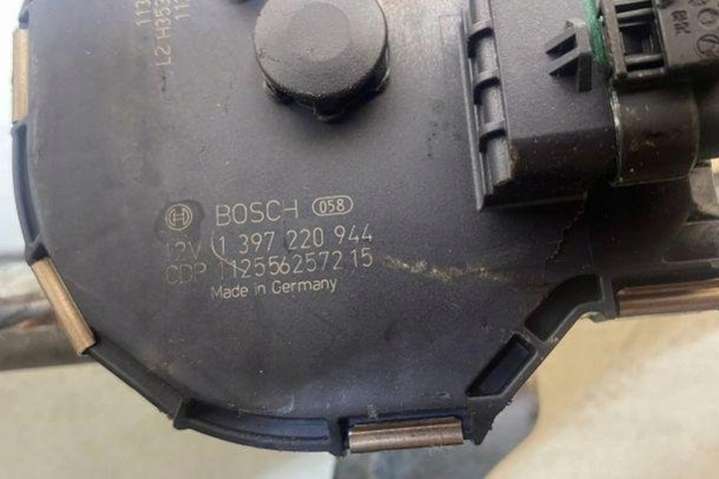 BOSCH 058
12V 1 397 220 944
CDP 1125562572 15
Made in Germany